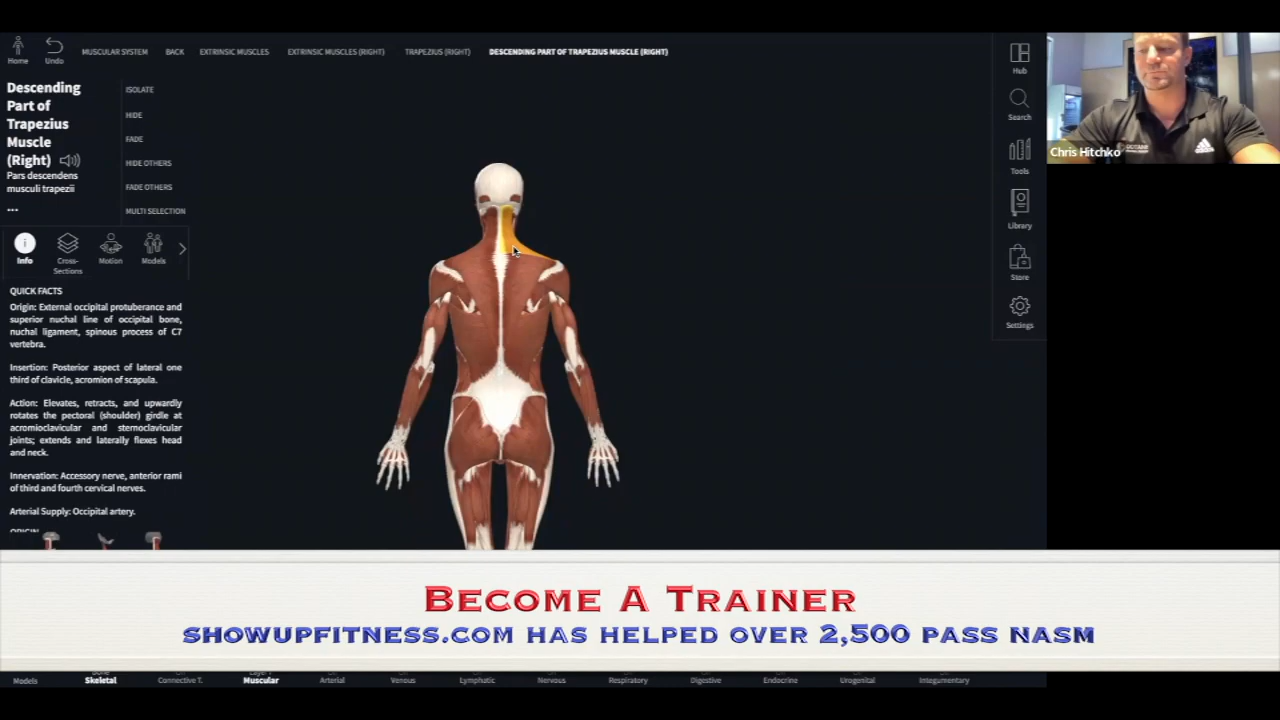 Home
Undo
MUSCULAR SYSTEM BACK EXTRINSIC MUSCLES EXTRINSIC MUSCLES (RIGHT) TRAPEZIUS (RIGHT) DESCENDING PART OF TRAPEZIUS MUSCLE (RIGHT)
Descending
Part of
Trapezius
Muscle
(Right)
Pars descendens
musculi trapezii
...
ISOLATE
HIDE
FADE
HIDE OTHERS
FADE OTHERS
MULTI SELECTION
Info
Cross-
Sections
Motion
Models
QUICK FACTS
Origin: External occipital protuberance and
superior nuchal line of occipital bone,
nuchal ligament, spinous process of C7
vertebra.
Insertion: Posterior aspect of lateral one
third of clavicle, acromion of scapula.
Action: Elevates, retracts, and upwardly
rotates the pectoral (shoulder) girdle at
acromioclavicular and sternoclavicular
joints; extends and laterally flexes head
and neck.
Innervation: Accessory nerve, anterior rami
of third and fourth cervical nerves.
Arterial Supply: Occipital artery.
ORIGIN
Hub
Search
Tools
Library
Store
Settings
Chris Hitchko
OCTANE
adidas
BECOME A TRAINER
SHOWUPFITNESS.COM HAS HELPED OVER 2,500 PASS NASM
Models Skeletal Connective T. Muscular Arterial Venous Lymphatic Nervous Respiratory Digestive Endocrine Urogenital Integumentary